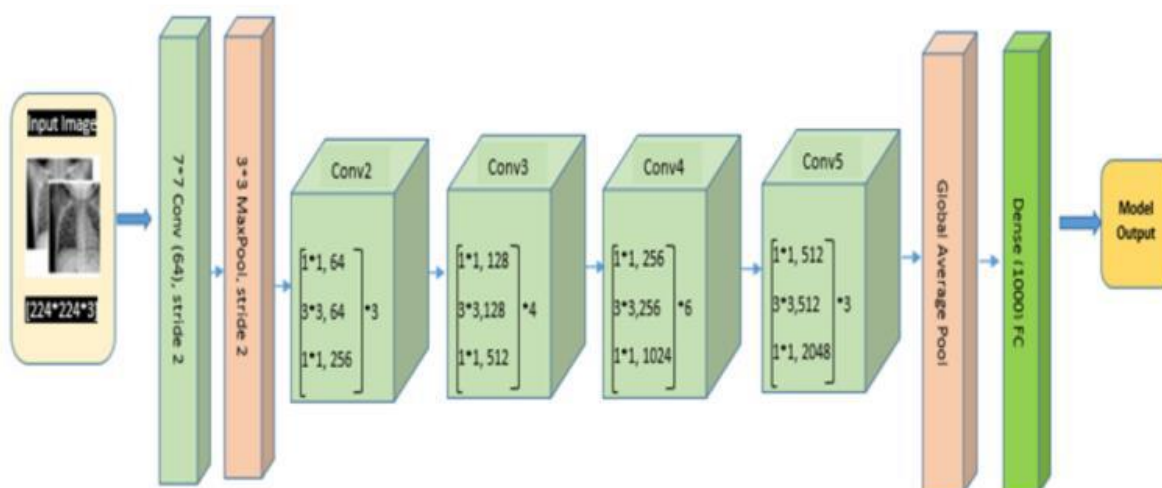 Input Image
[224*224*3]
7*7 Conv (64), stride 2
3*3 MaxPool, stride 2
Conv2
1*1, 64
3*3, 64
1*1, 256
*3
Conv3
1*1, 128
3*3,128
1*1, 512
*4
Conv4
1*1, 256
3*3,256
1*1, 1024
*6
Conv5
1*1, 512
3*3,512
1*1, 2048
*3
Global Average Pool
Dense (1000) FC
Model
Output